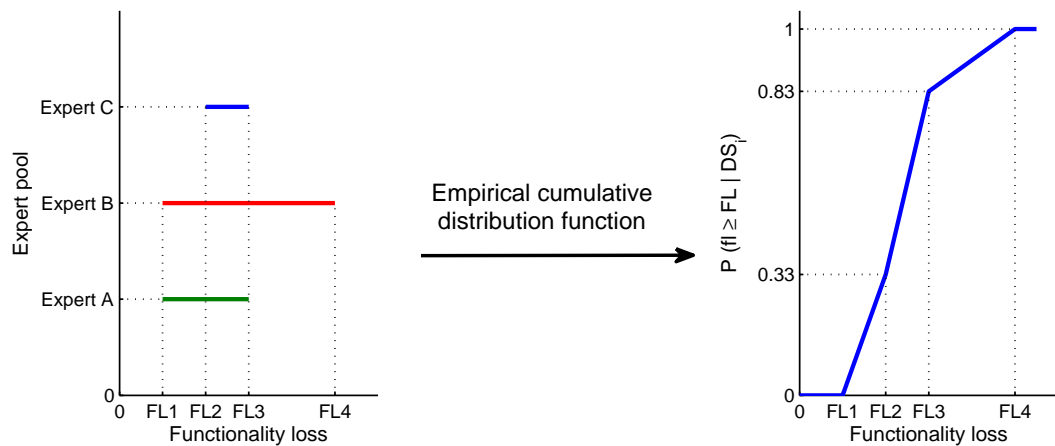 Expert C
Expert B
Expert A
0
Expert pool
0 FL1 FL2 FL3 FL4
Functionality loss
Empirical cumulative
distribution function
1
0.83
0.33
0
P (fl ≥ FL | DSᵢ)
0 FL1 FL2 FL3 FL4
Functionality loss